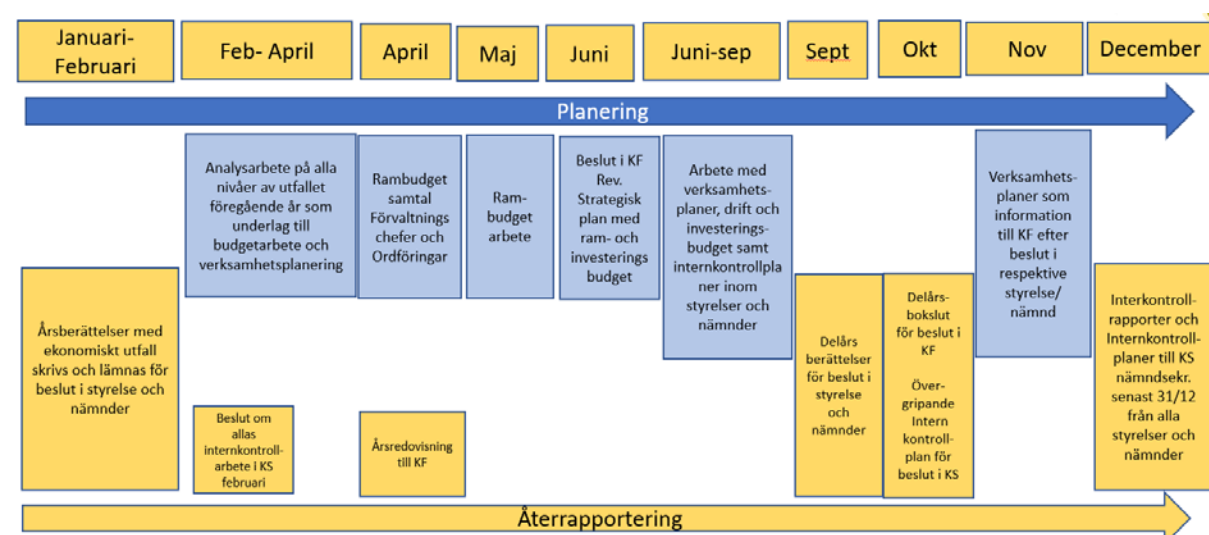 Januari-
Februari
Feb- April
April
Maj
Juni
Juni-sep
Sept
Okt
Nov
December
Planering
Analysarbete på alla
nivåer av utfallet
föregående år som
underlag till
budgetarbete och
verksamhetsplanering
Rambudget
samtal
Förvaltnings
chefer och
Ordföringar
Ram-
budget
arbete
Beslut i KF
Rev.
Strategisk
plan med
ram- och
investerings
budget
Arbete med
verksamhets-
planer, drift och
investerings-
budget samt
internkontrollpla
ner inom
styrelser och
nämnder
Verksamhets-
planer som
information
till KF efter
beslut i
respektive
styrelse/
nämnd
Årsberättelser med
ekonomiskt utfall
skrivs och lämnas för
beslut i styrelse och
nämnder
Beslut om
allas
internkontroll-
arbete i KS
februari
Årsredovisning
till KF
Delårs
berättelser
för beslut i
styrelse
och
nämnder
Delårs-
bokslut
för beslut i
KF
Över-
gripande
Intern
kontroll-
plan för
beslut i KS
Interkontroll
rapporter och
Internkontroll-
planer till KS
nämndsekr.
senast 31/12
från alla
styrelser och
nämnder
Återrapportering